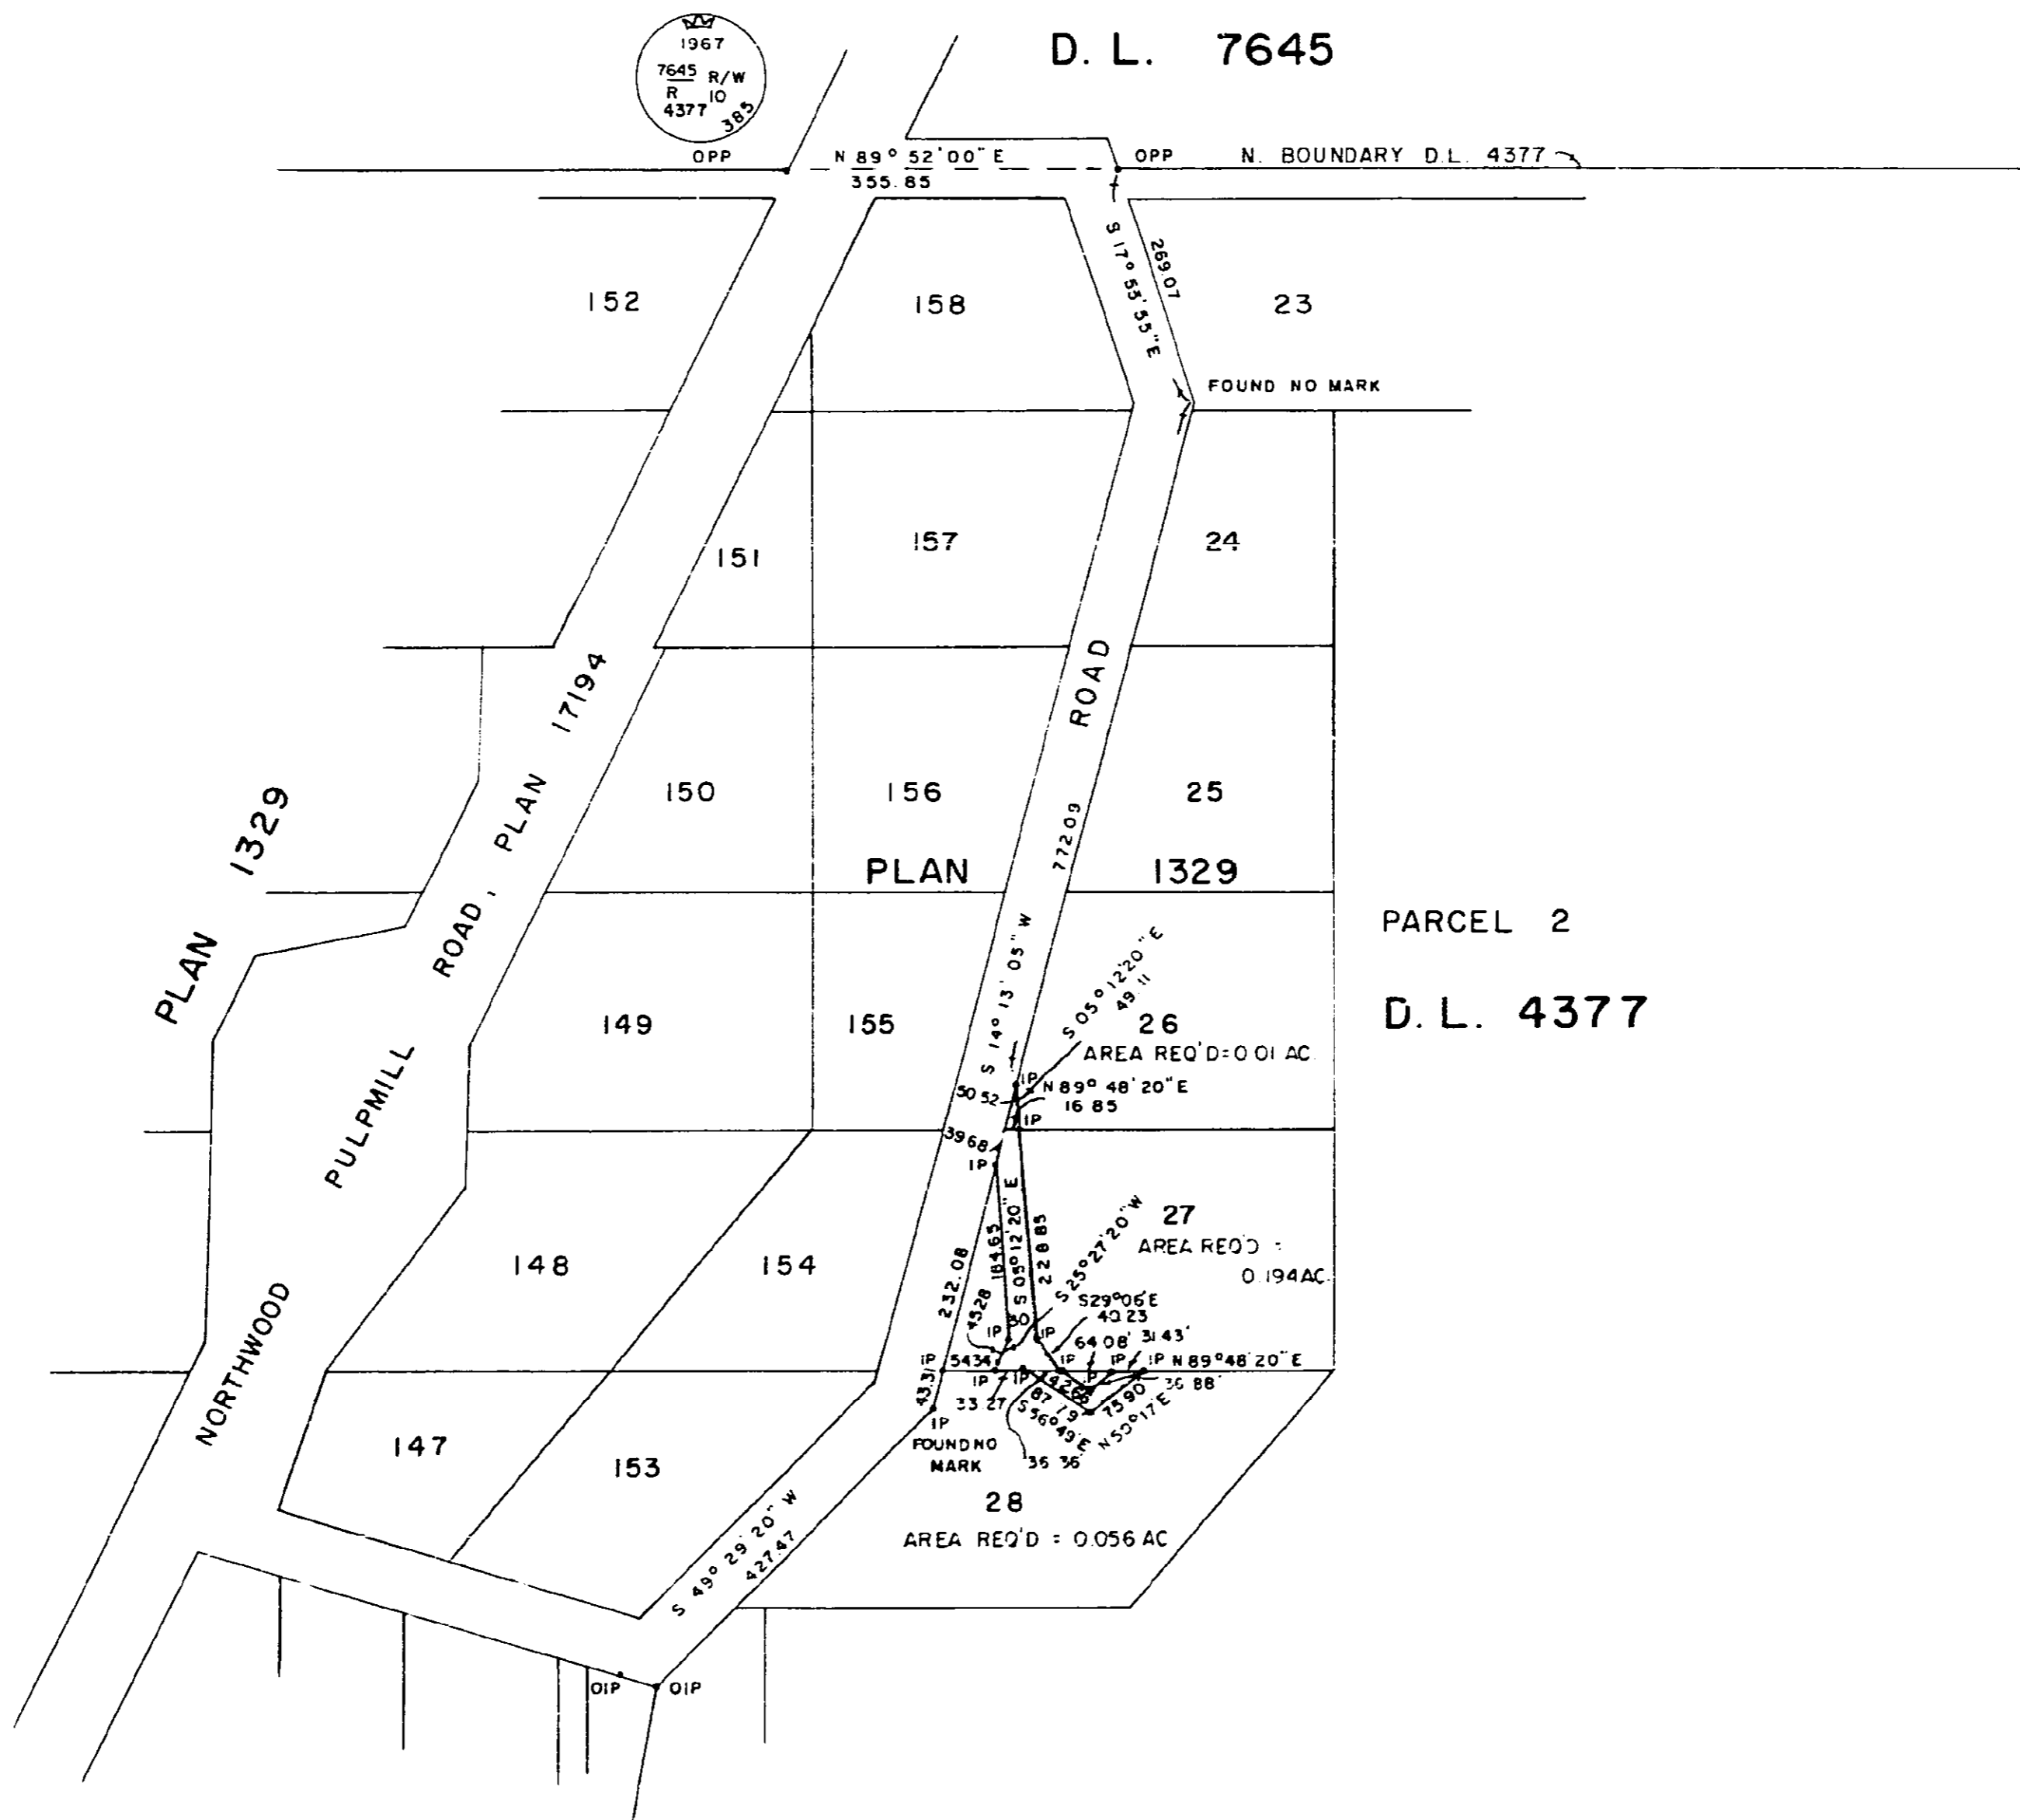 D. L. 7645
1967
7645 R/W
R 10
4377 385
OPP
N 89° 52' 00" E
355.85
OPP
N. BOUNDARY D.L. 4377
S 17° 53' 55" E
269.07
152
158
23
FOUND NO MARK
151
157
24
ROAD
ROAD, PLAN 17194
150
156
25
772.09
PLAN 1329
PLAN 1329
PARCEL 2
D. L. 4377
S 14° 13' 05" W
S 05° 12' 20" E
49.11
149
155
26
AREA REQ'D = 0.01 AC.
IP
N 89° 48' 20" E
50.52
16.85
IP
39.68
IP
NORTHWOOD PULPMILL
S 05° 12' 20" E
184.65
228.85
S 25° 27' 20" W
27
AREA REQ'D =
0.194 AC.
148
154
232.08
45.28
30
S 29° 06' E
40.23
IP
IP
64.08'
31.43'
IP
54.34
IP
IP
IP
N 89° 48' 20" E
43.31
IP
IP
IP
36.88'
33.27
87.79
75.90
S 56° 49' E
N 50° 17' E
36.36'
IP
FOUND NO
MARK
147
153
28
AREA REQ'D = 0.056 AC
S 49° 29' 20" W
427.47
OIP
OIP